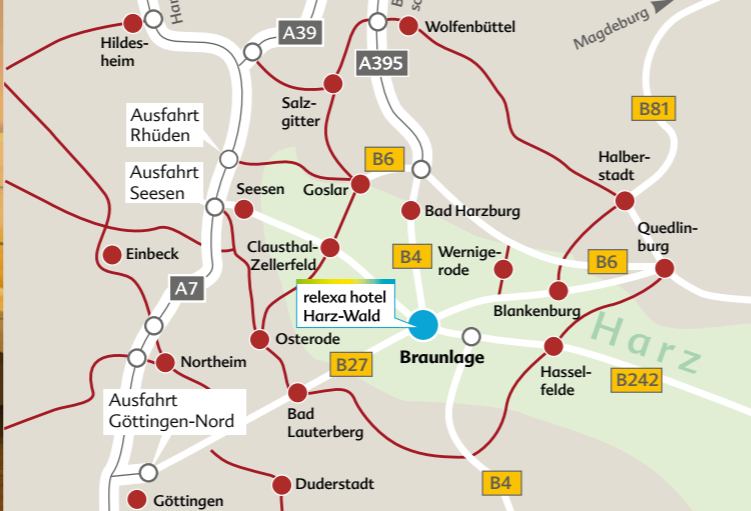 Han
B
sc
Magdeburg
Wolfenbüttel
Hildes-
heim
A39
A395
Salz-
gitter
B81
Ausfahrt
Rhüden
Halber-
stadt
B6
Ausfahrt
Seesen
Seesen
Goslar
Bad Harzburg
Quedlin-
burg
Einbeck
Clausthal-
Zellerfeld
B4
Wernige-
rode
B6
A7
relexa hotel
Harz-Wald
Blankenburg
Harz
Osterode
Braunlage
Northeim
B27
Hassel-
felde
B242
Ausfahrt
Göttingen-Nord
Bad
Lauterberg
Duderstadt
B4
Göttingen